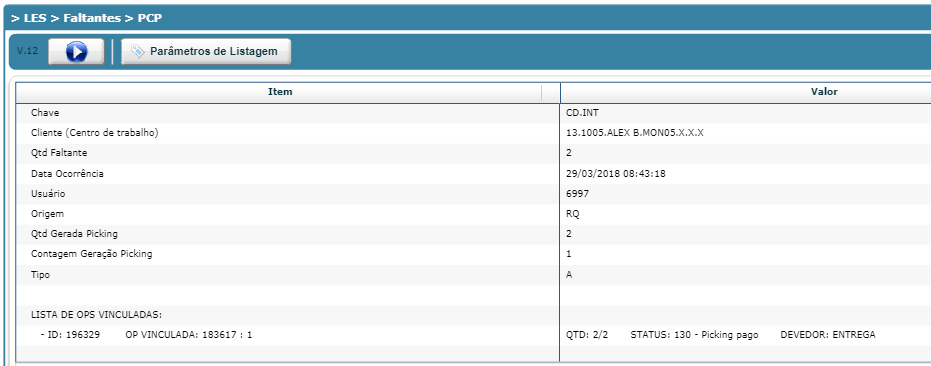 > LES > Faltantes > PCP
V.12 Parâmetros de Listagem
Item Valor
Chave CD.INT
Cliente (Centro de trabalho) 13.1005.ALEX B.MON05.X.X.X
Qtd Faltante 2
Data Ocorrência 29/03/2018 08:43:18
Usuário 6997
Origem RQ
Qtd Gerada Picking 2
Contagem Geração Picking 1
Tipo A
LISTA DE OPS VINCULADAS:
- ID: 196329 OP VINCULADA: 183617 : 1 QTD: 2/2 STATUS: 130 - Picking pago DEVEDOR: ENTREGA